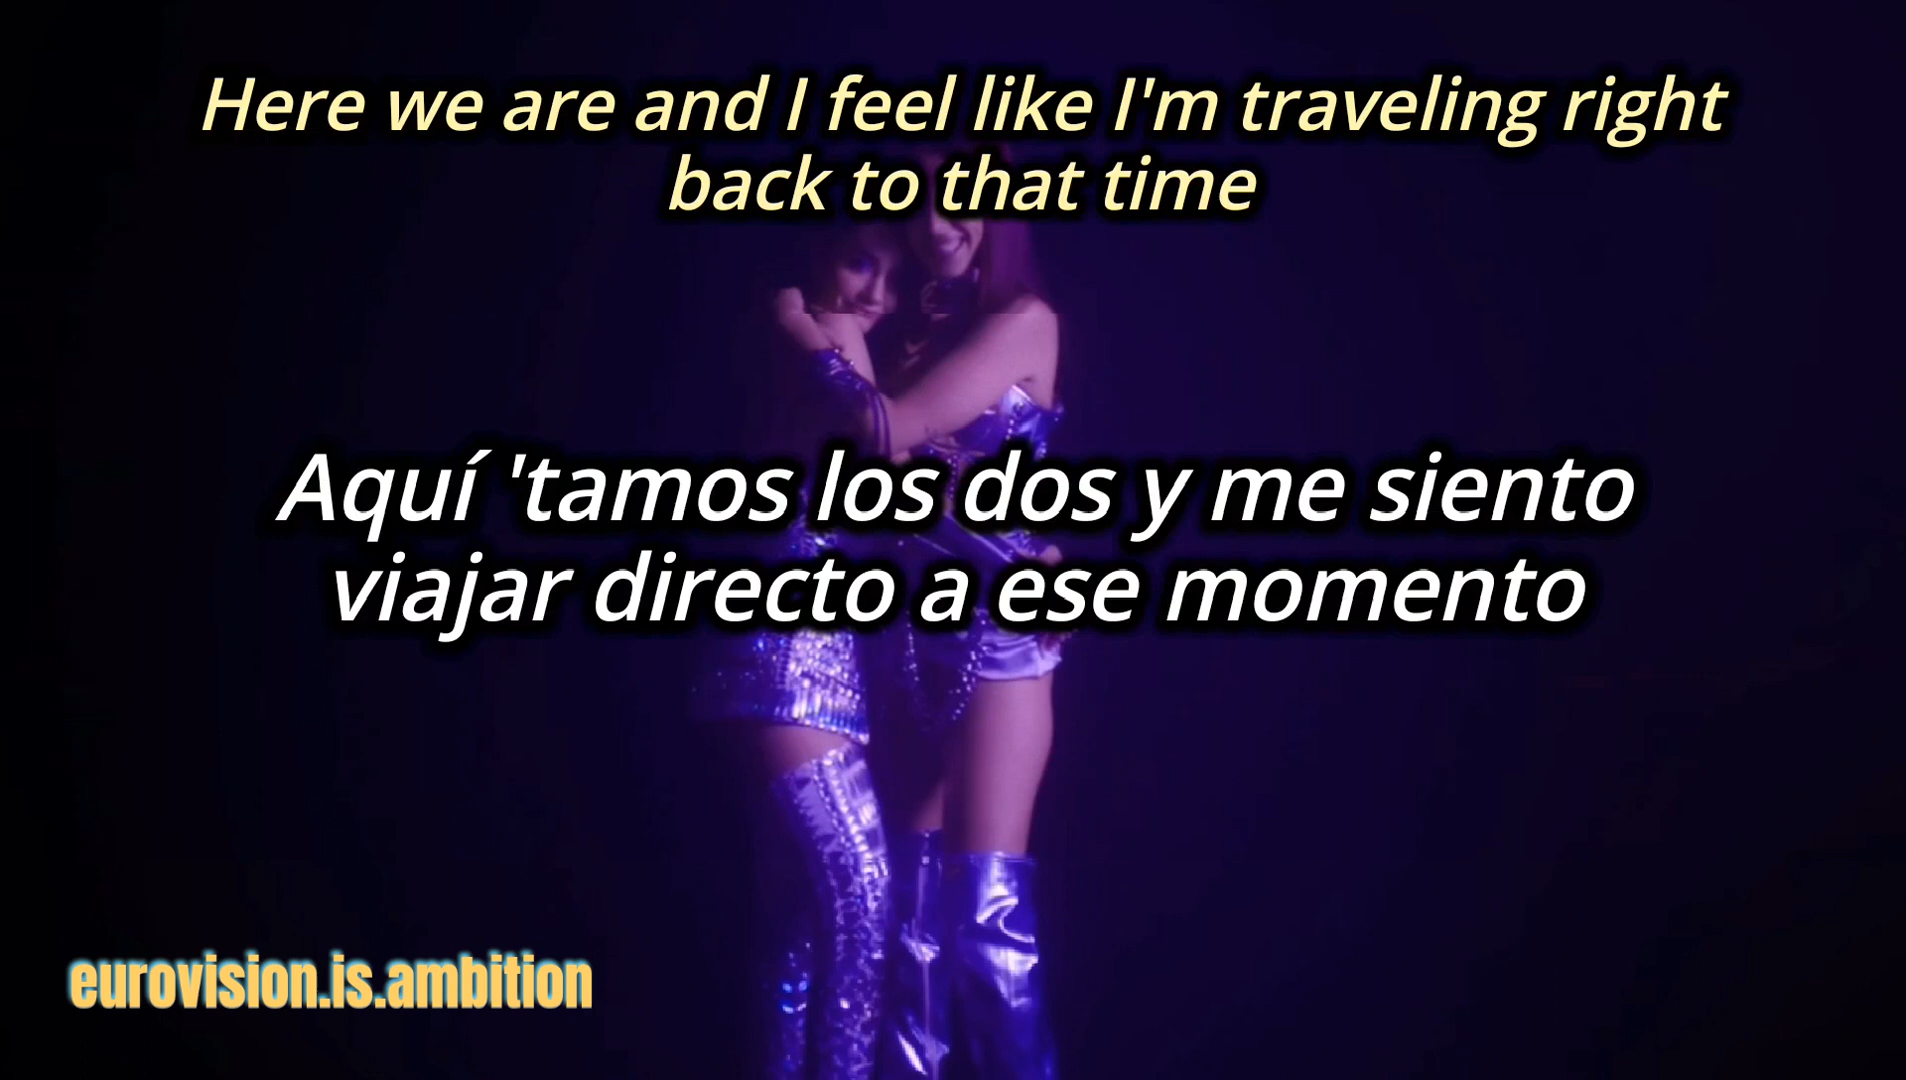 Here we are and I feel like I'm traveling right
back to that time
Aquí 'tamos los dos y me siento
viajar directo a ese momento
eurovision.is.ambition